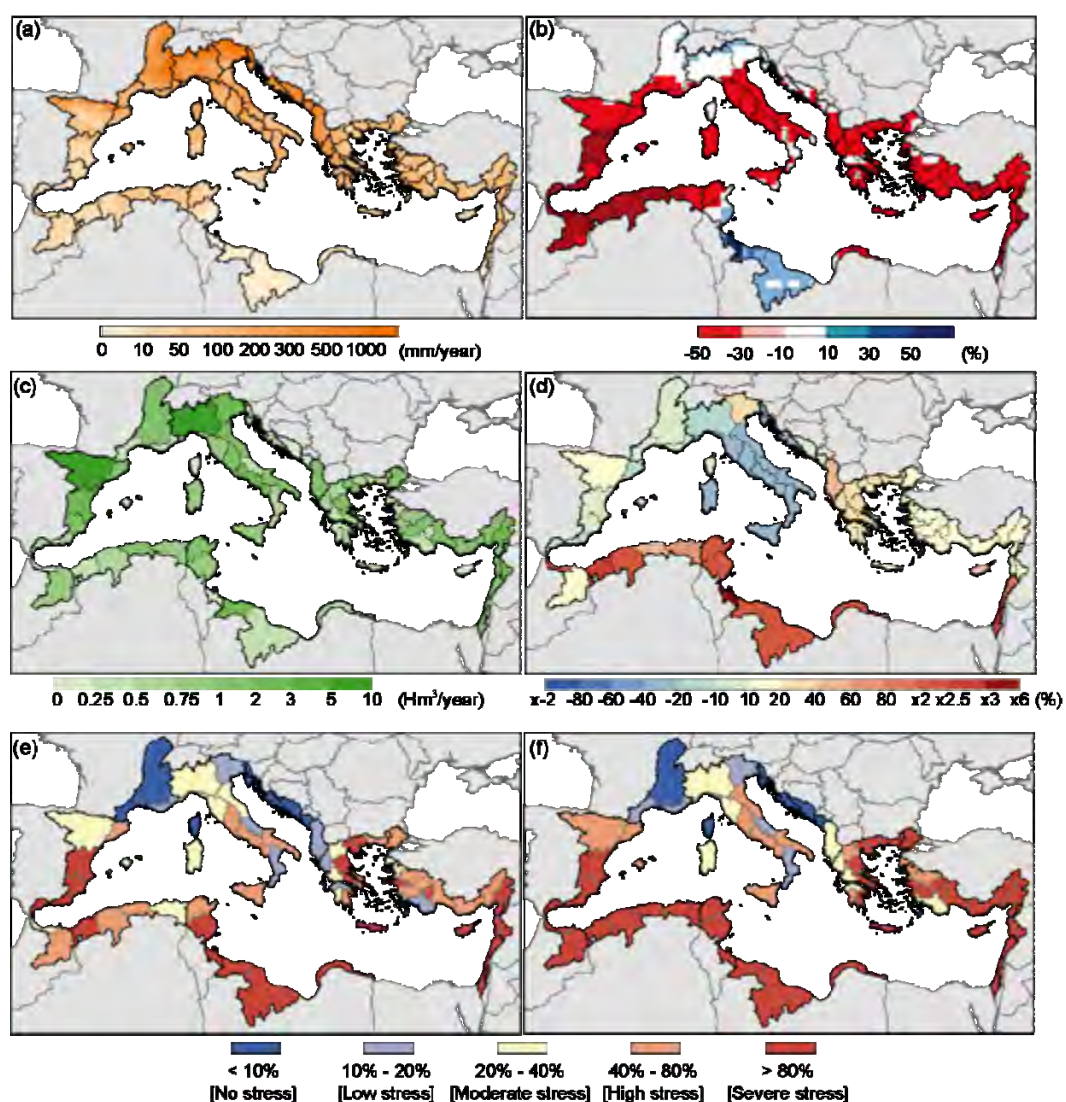 (a)
(b)
0 10 50 100 200 300 500 1000 (mm/year)
-50 -30 -10 10 30 50 (%)
(c)
(d)
0 0.25 0.5 0.75 1 2 3 5 10 (Hm³/year)
x-2 -80 -60 -40 -20 -10 10 20 40 60 80 x2 x2.5 x3 x6 (%)
(e)
(f)
< 10% 10% - 20% 20% - 40% 40% - 80% > 80%
[No stress] [Low stress] [Moderate stress] [High stress] [Severe stress]